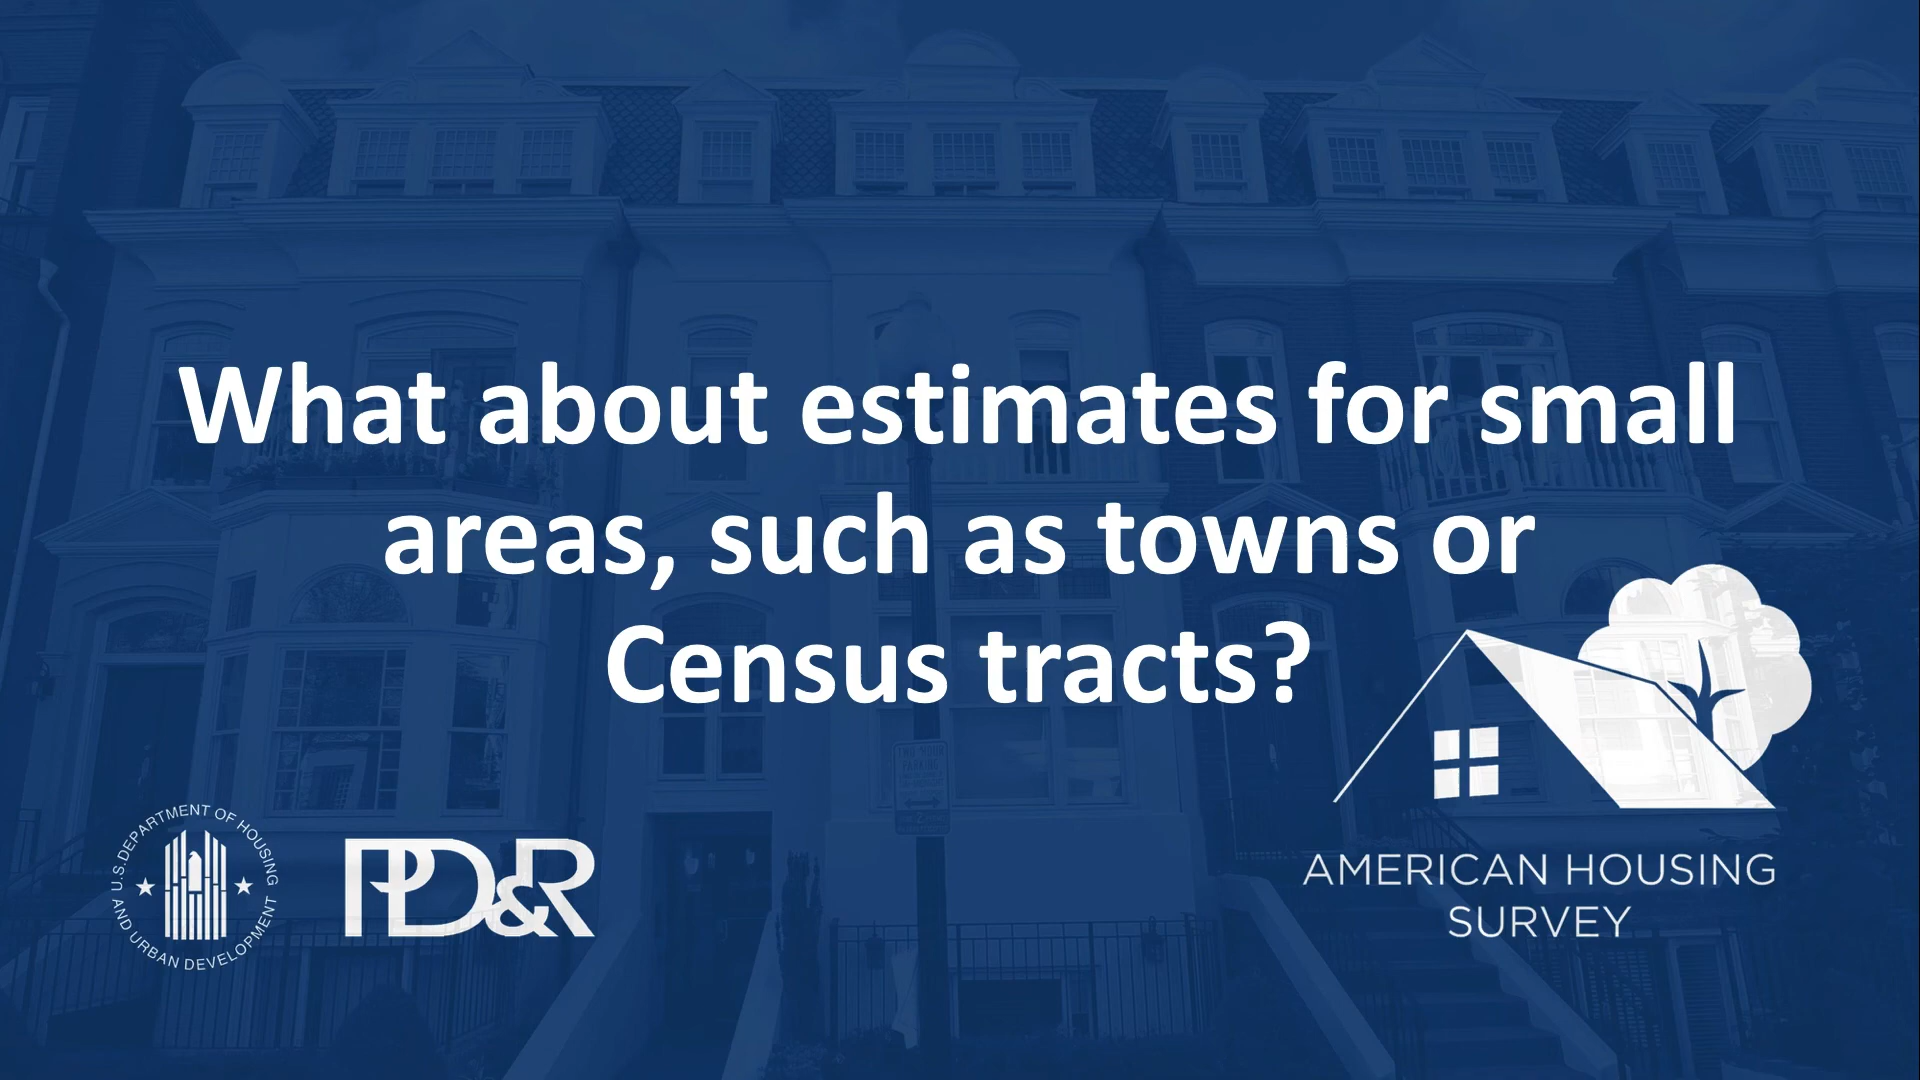 What about estimates for small
areas, such as towns or
Census tracts?
U.S. DEPARTMENT OF HOUSING
AND URBAN DEVELOPMENT
PD&R
AMERICAN HOUSING
SURVEY
PARKING